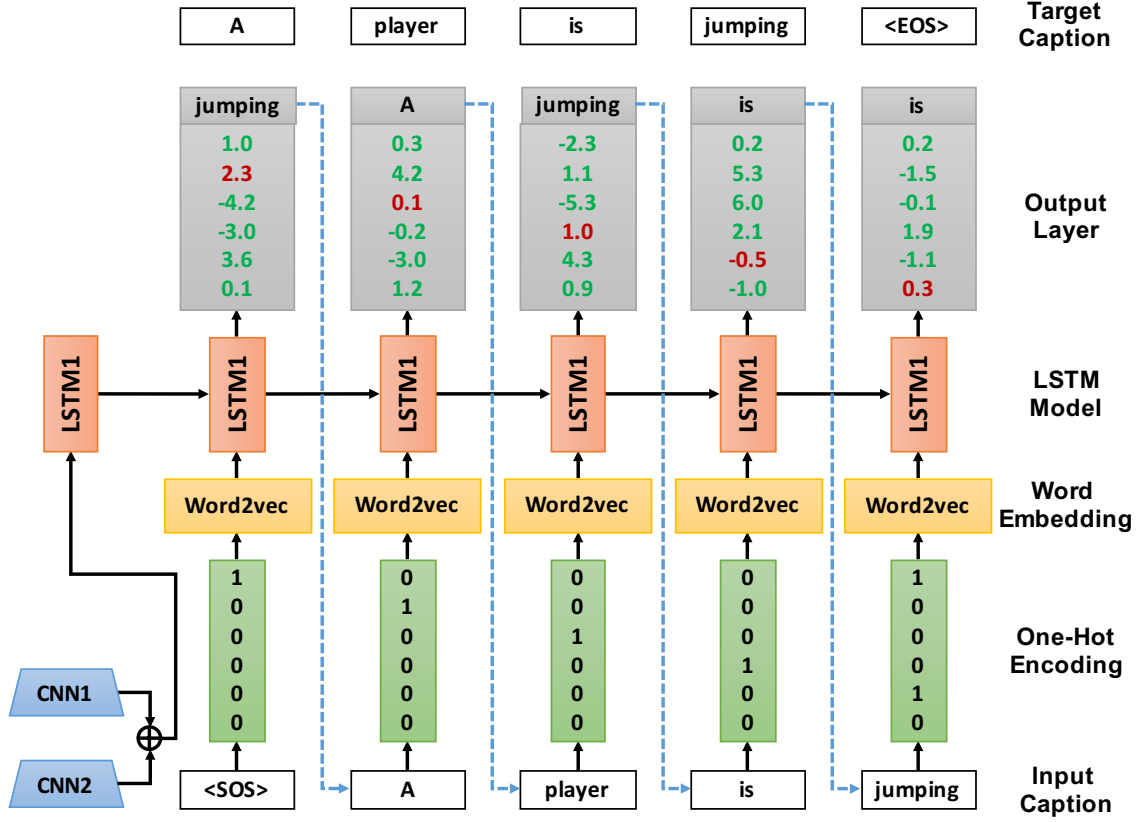 A player is jumping <EOS> Target
Caption
jumping A jumping is is
1.0 0.3 -2.3 0.2 0.2
2.3 4.2 1.1 5.3 -1.5
-4.2 0.1 -5.3 6.0 -0.1
-3.0 -0.2 1.0 2.1 1.9
3.6 -3.0 4.3 -0.5 -1.1
0.1 1.2 0.9 -1.0 0.3
Output
Layer
LSTM1 LSTM1 LSTM1 LSTM1 LSTM1 LSTM1
LSTM
Model
Word2vec Word2vec Word2vec Word2vec Word2vec
Word
Embedding
1 0 0 0 1
0 1 0 0 0
0 0 1 0 0
0 0 0 1 0
0 0 0 0 1
0 0 0 0 0
One-Hot
Encoding
CNN1
CNN2
<SOS> A player is jumping
Input
Caption